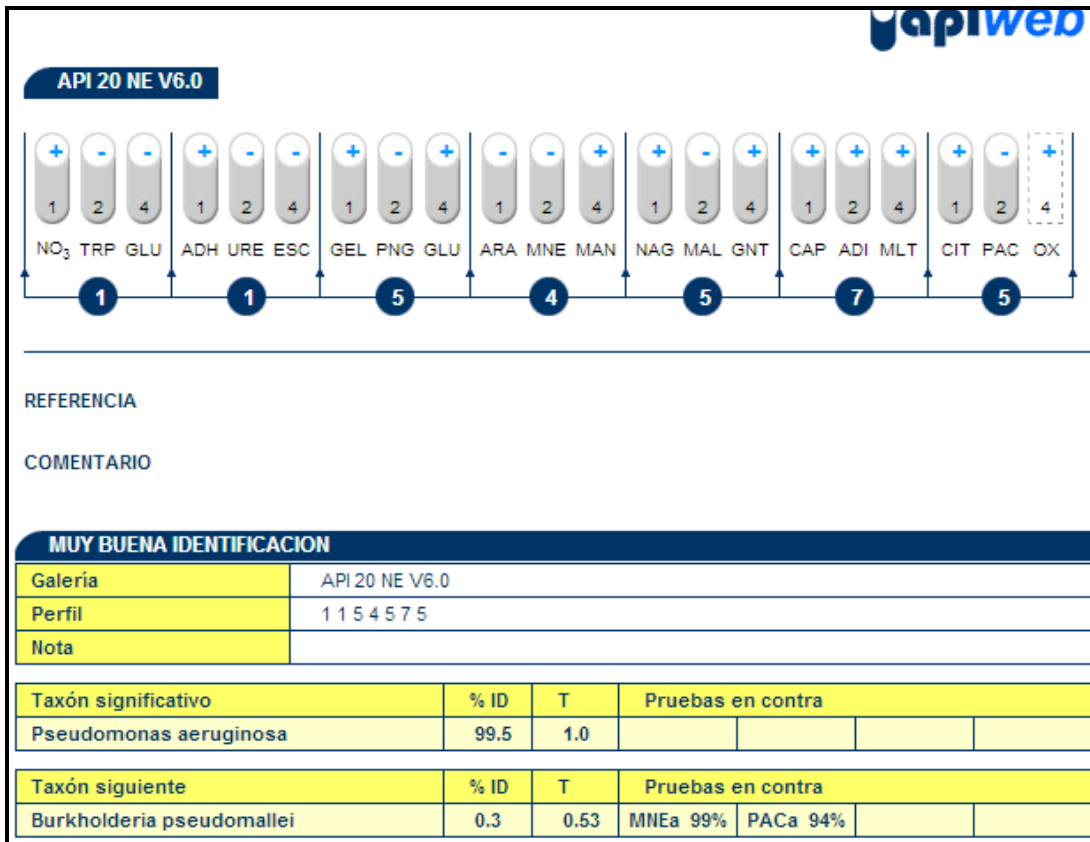 apiweb
API 20 NE V6.0
+ - - + - - + - + - - + + - + + + + + - +
1 2 4 1 2 4 1 2 4 1 2 4 1 2 4 1 2 4 1 2 4
NO3 TRP GLU ADH URE ESC GEL PNG GLU ARA MNE MAN NAG MAL GNT CAP ADI MLT CIT PAC OX
1 1 5 4 5 7 5
REFERENCIA
COMENTARIO
MUY BUENA IDENTIFICACION
Galería API 20 NE V6.0
Perfil 1 1 5 4 5 7 5
Nota
Taxón significativo % ID T Pruebas en contra
Pseudomonas aeruginosa 99.5 1.0
Taxón siguiente % ID T Pruebas en contra
Burkholderia pseudomallei 0.3 0.53 MNEa 99% PACa 94%